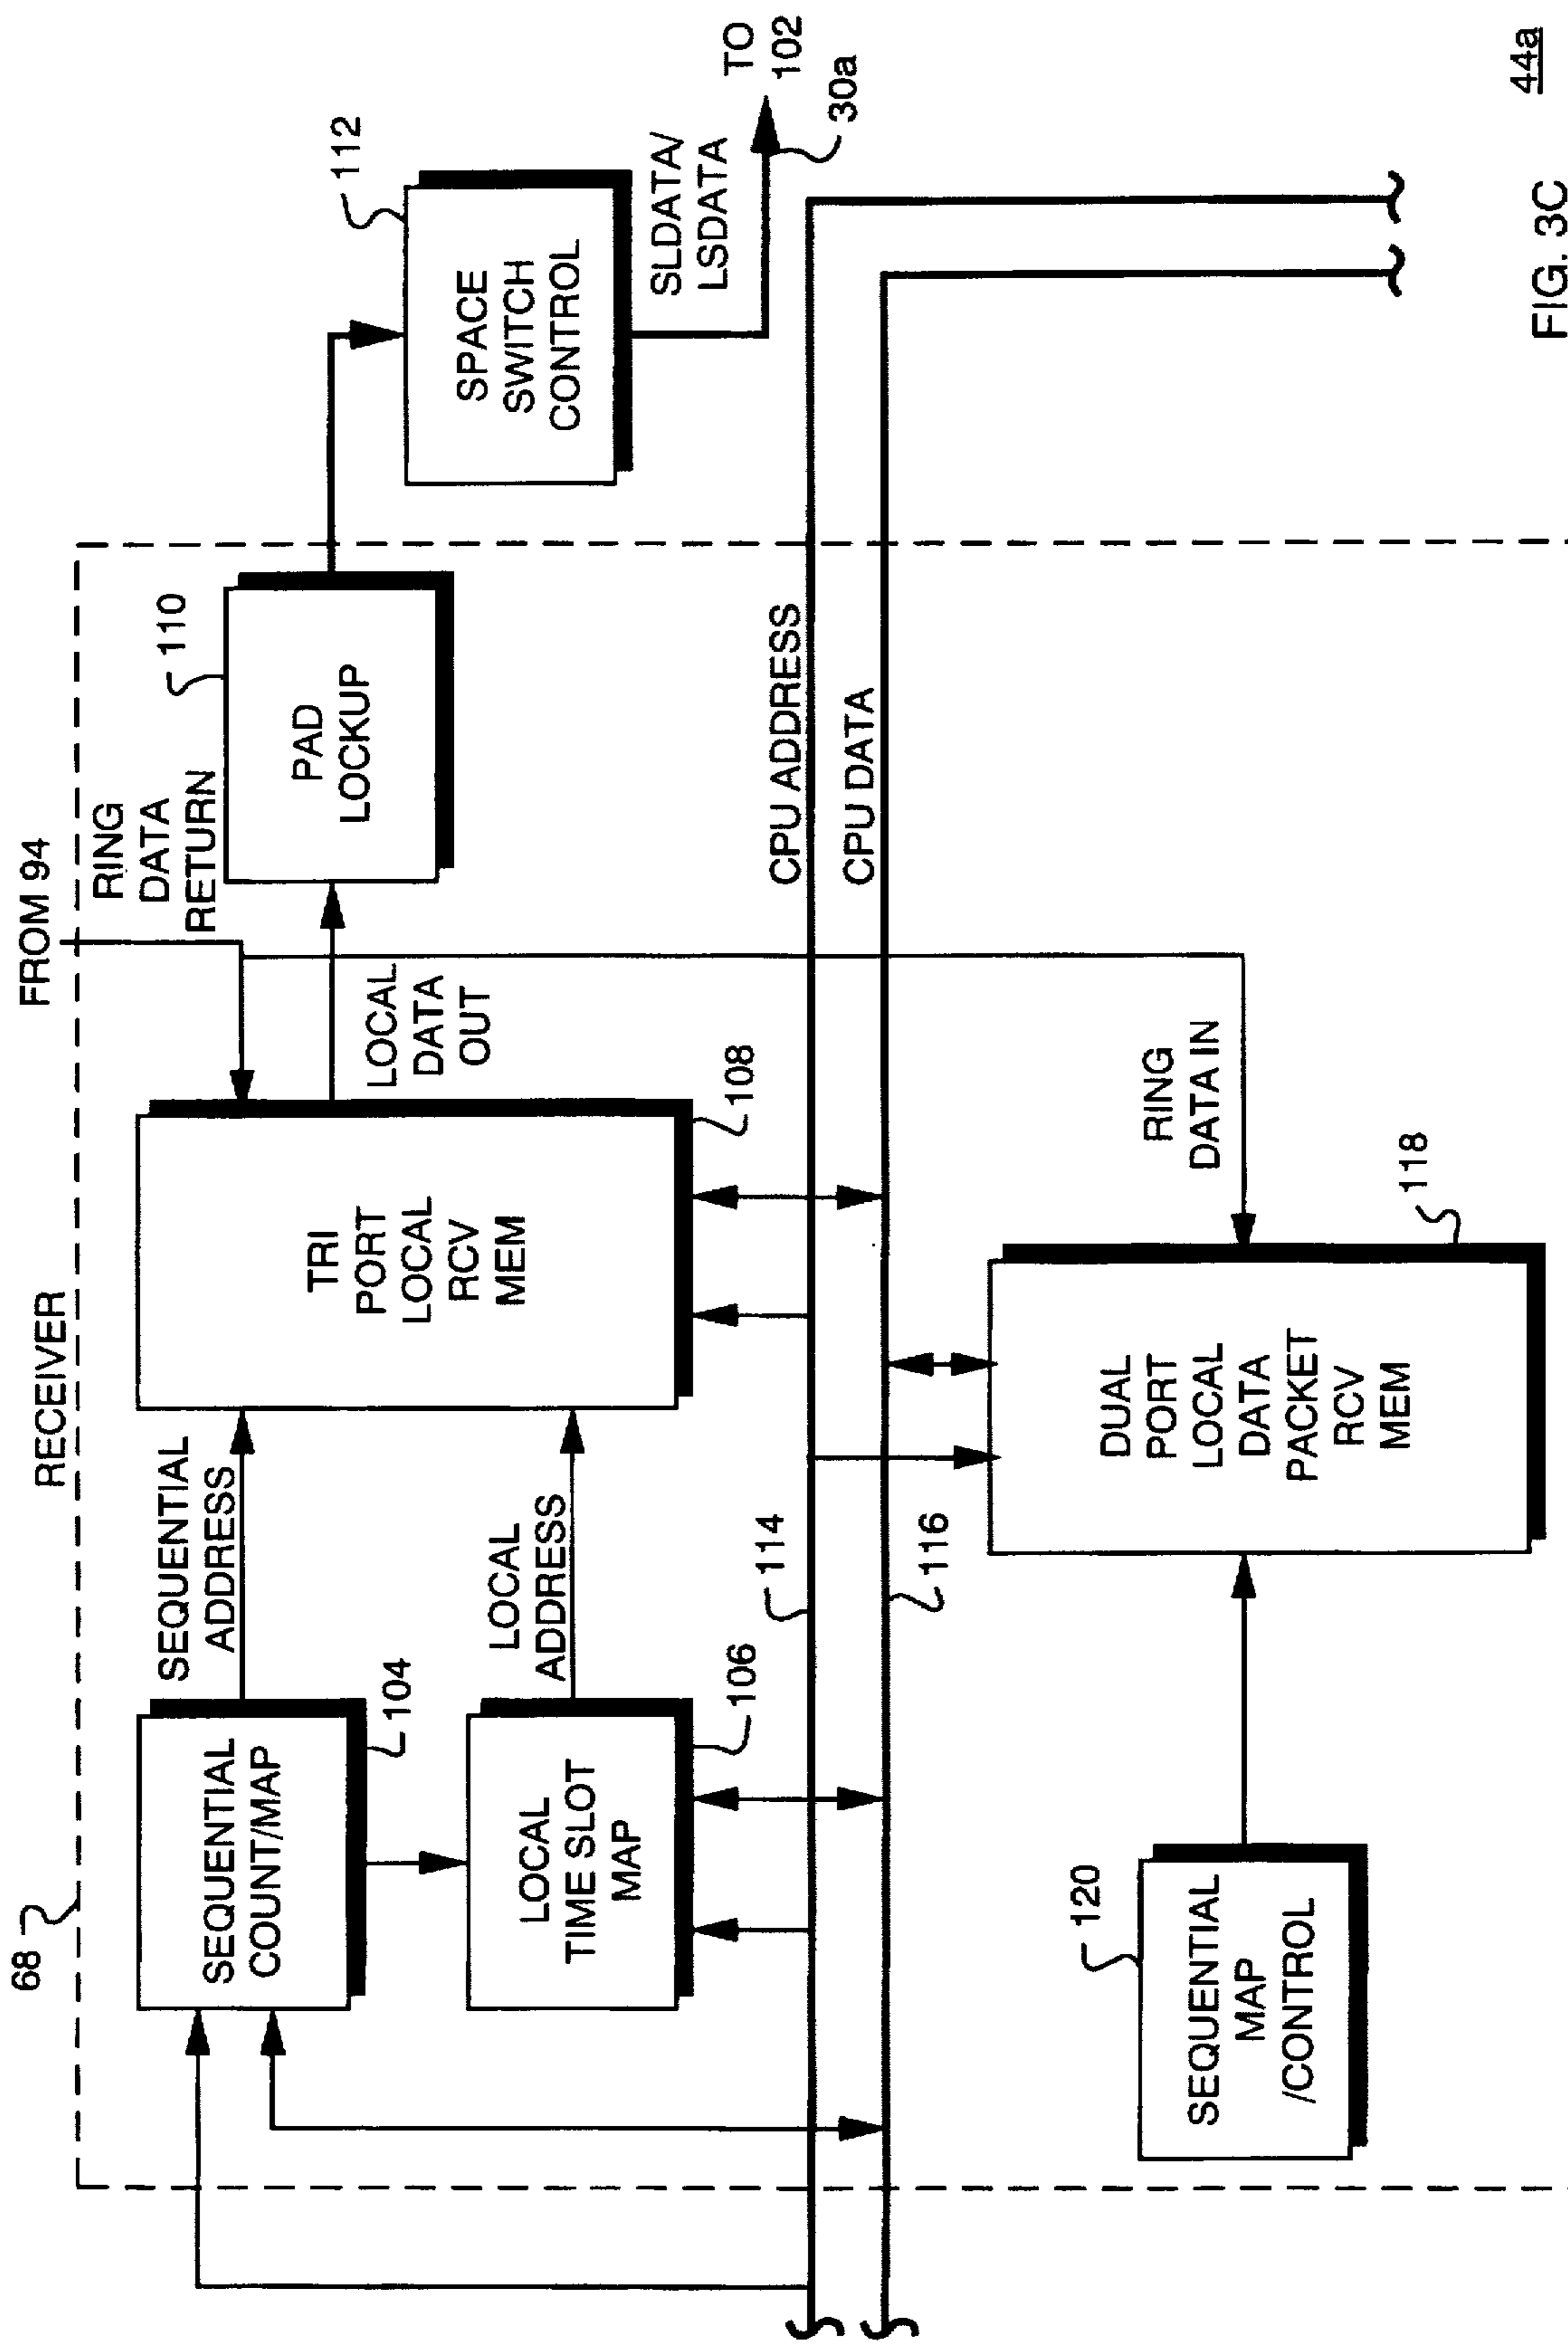 68
RECEIVER
FROM 94
SEQUENTIAL
COUNT/MAP
104
SEQUENTIAL
ADDRESS
LOCAL
TIME SLOT
MAP
106
LOCAL
ADDRESS
TRI
PORT
LOCAL
RCV
MEM
108
RING
DATA
RETURN
LOCAL
DATA
OUT
PAD
LOCKUP
110
SPACE
SWITCH
CONTROL
112
SLDATA/
LSDATA
TO
102
30a
114
CPU ADDRESS
116
CPU DATA
SEQUENTIAL
MAP
/CONTROL
120
DUAL
PORT
LOCAL
DATA
PACKET
RCV
MEM
118
RING
DATA IN
FIG. 3C
44a